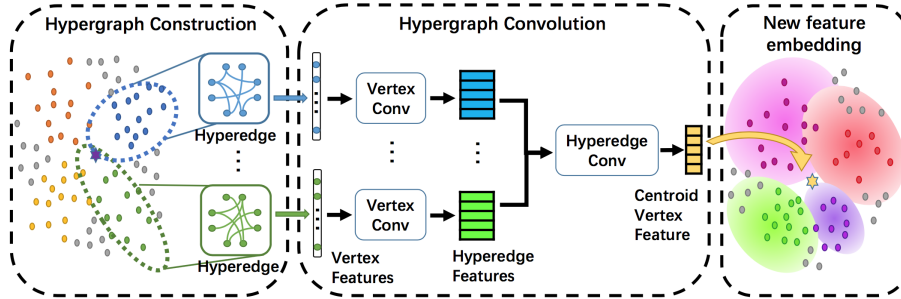 Hypergraph Construction
Hyperedge
Hyperedge
Hypergraph Convolution
Vertex
Conv
Vertex
Conv
Vertex
Features
Hyperedge
Features
Hyperedge
Conv
Centroid
Vertex
Feature
New feature
embedding